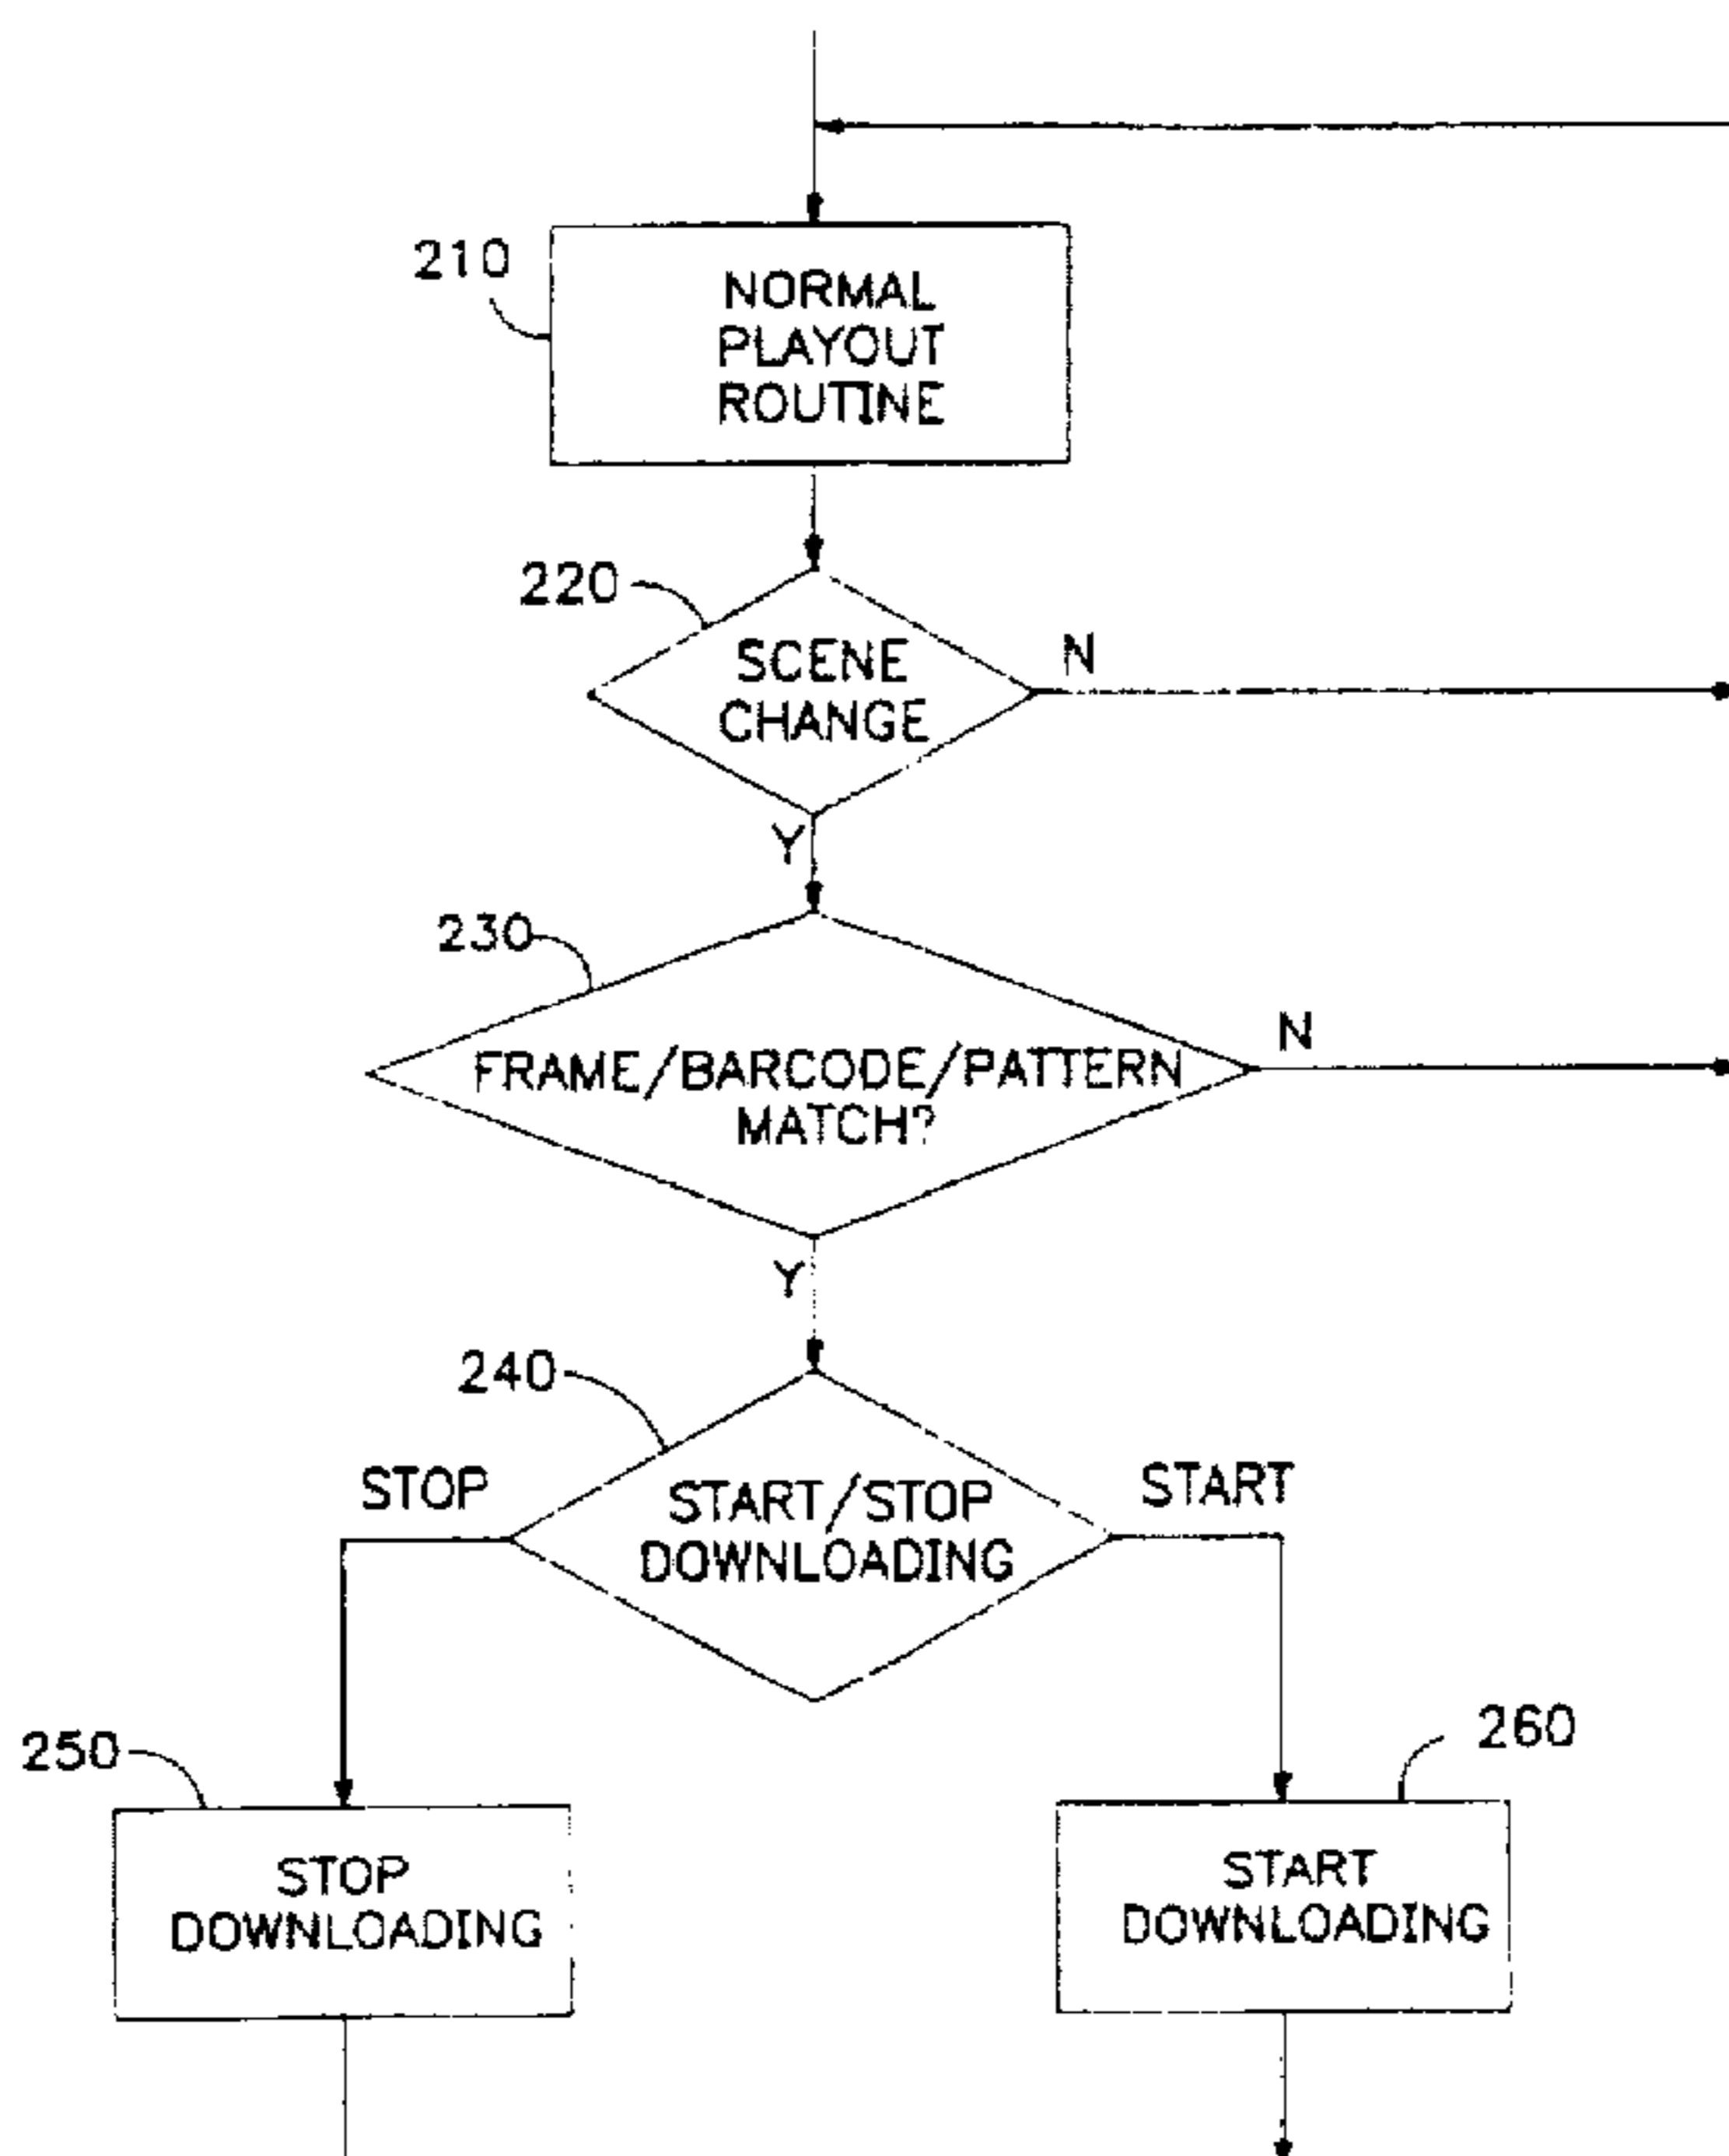 210
NORMAL
PLAYOUT
ROUTINE
220
SCENE
CHANGE
N
Y
230
FRAME/BARCODE/PATTERN
MATCH?
N
Y
240
STOP
START/STOP
DOWNLOADING
START
250
STOP
DOWNLOADING
260
START
DOWNLOADING